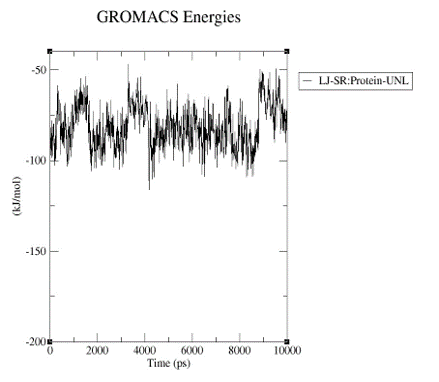 GROMACS Energies
-50
LJ-SR:Protein-UNL
-100
(kJ/mol)
-150
-200
0 2000 4000 6000 8000 10000
Time (ps)